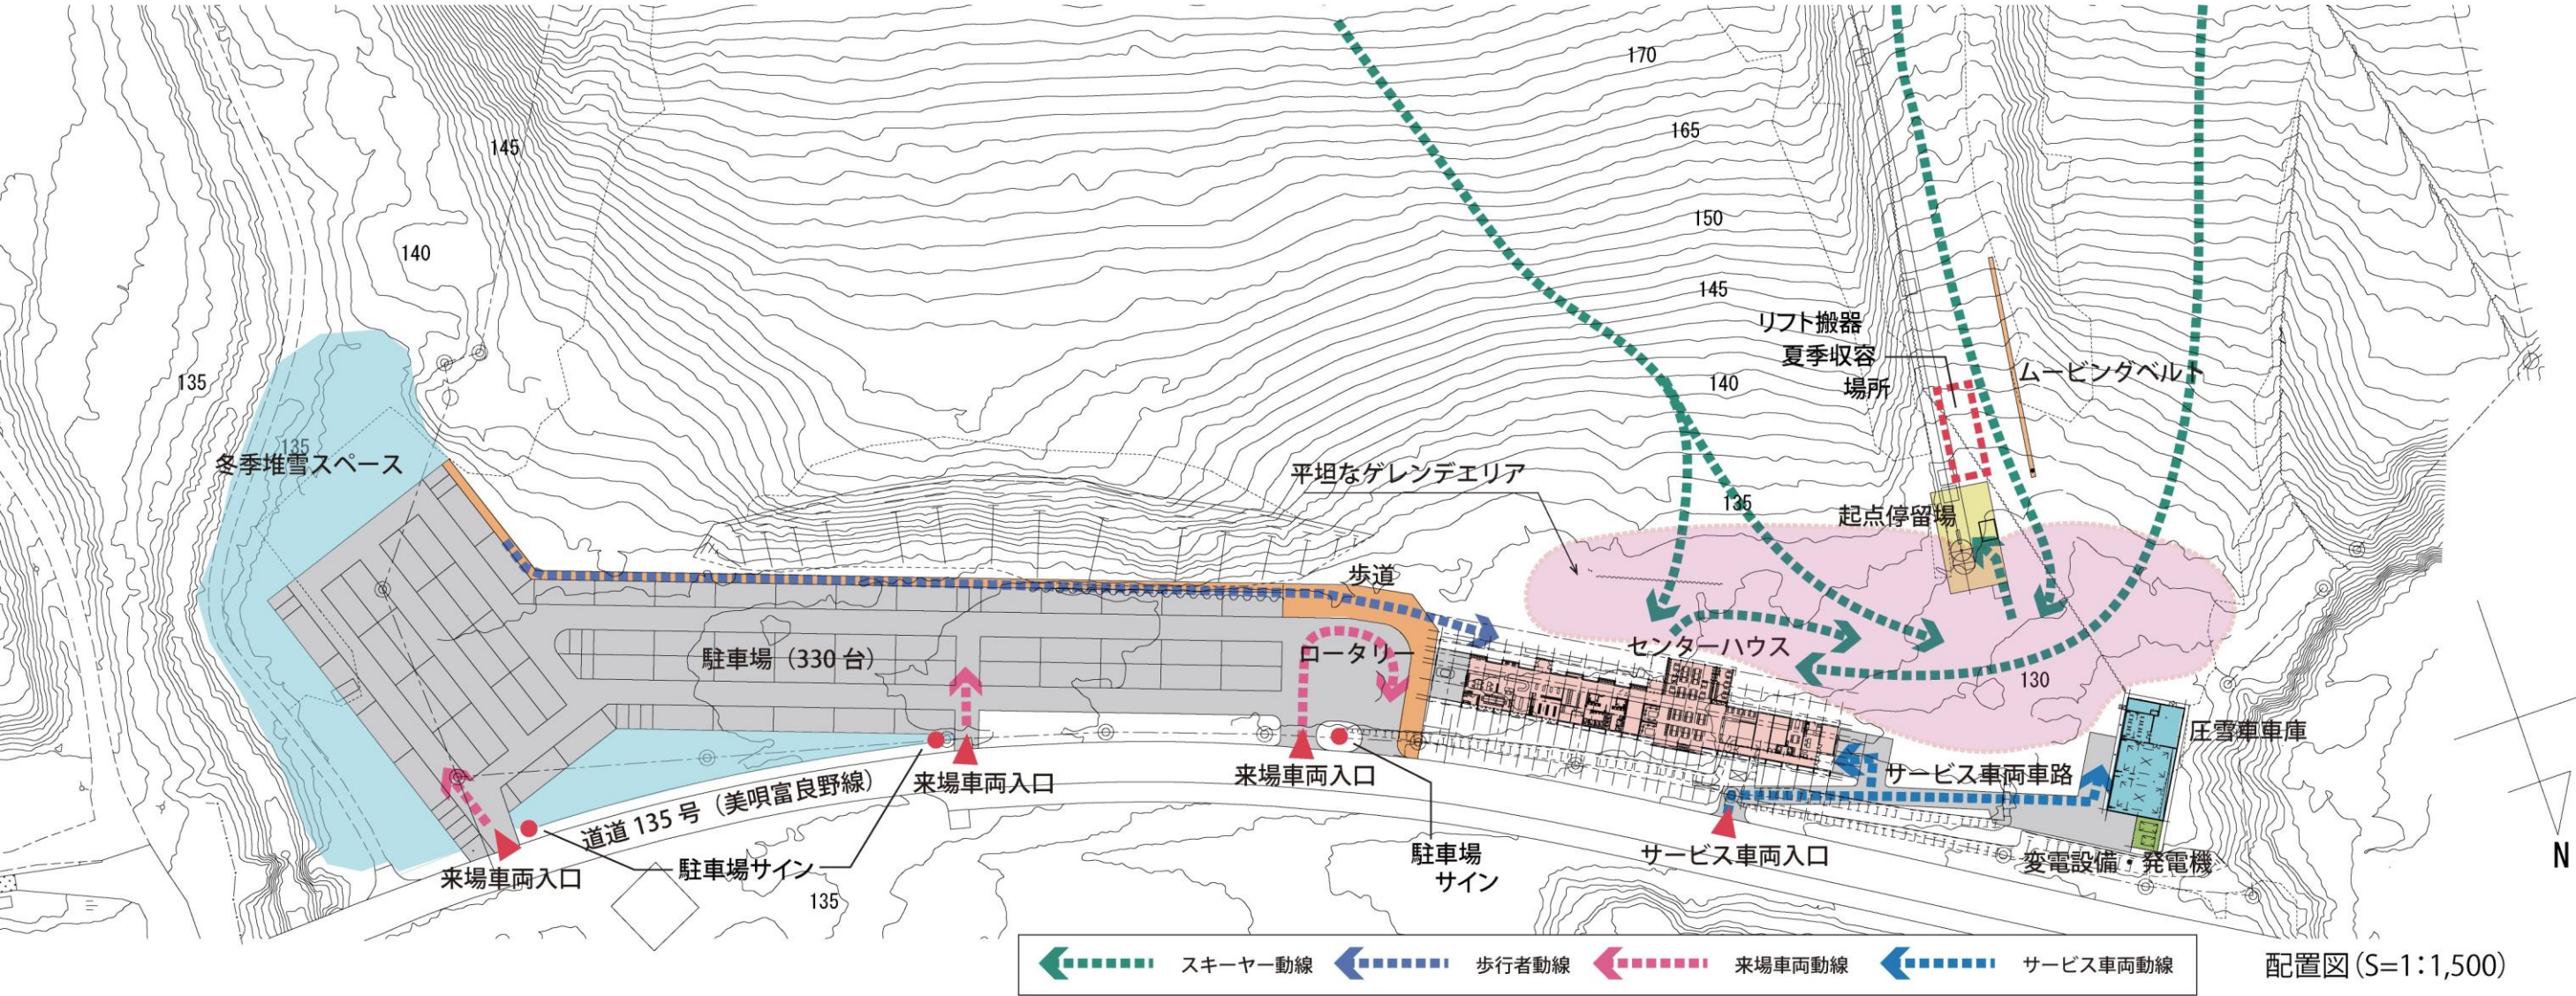 170
165
145
150
140
145
リフト搬器
夏季収容
場所
ムービングベルト
135
140
135
冬季堆雪スペース
平坦なゲレンデエリア
135
起点停留場
歩道
駐車場（330 台）
ロータリー
センターハウス
130
圧雪車車庫
サービス車両車路
来場車両入口
来場車両入口
道道 135 号（美唄富良野線）
来場車両入口
駐車場サイン
駐車場
サイン
サービス車両入口
変電設備・発電機
135
N
スキーヤー動線
歩行者動線
来場車両動線
サービス車両動線
配置図（S=1：1,500）